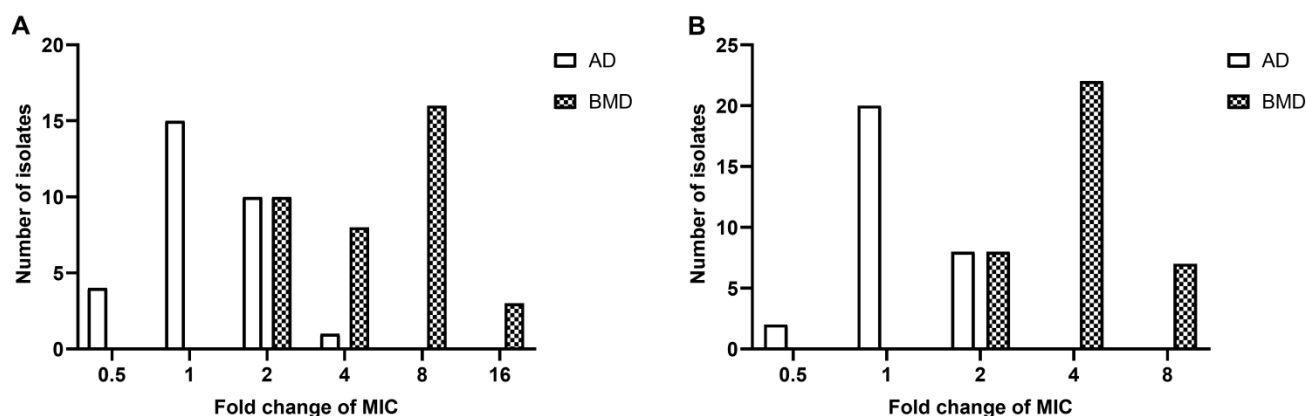 A
20
15
10
5
0
Number of isolates
0.5 1 2 4 8 16
Fold change of MIC
AD
BMD
B
25
20
15
10
5
0
Number of isolates
0.5 1 2 4 8
Fold change of MIC
AD
BMD